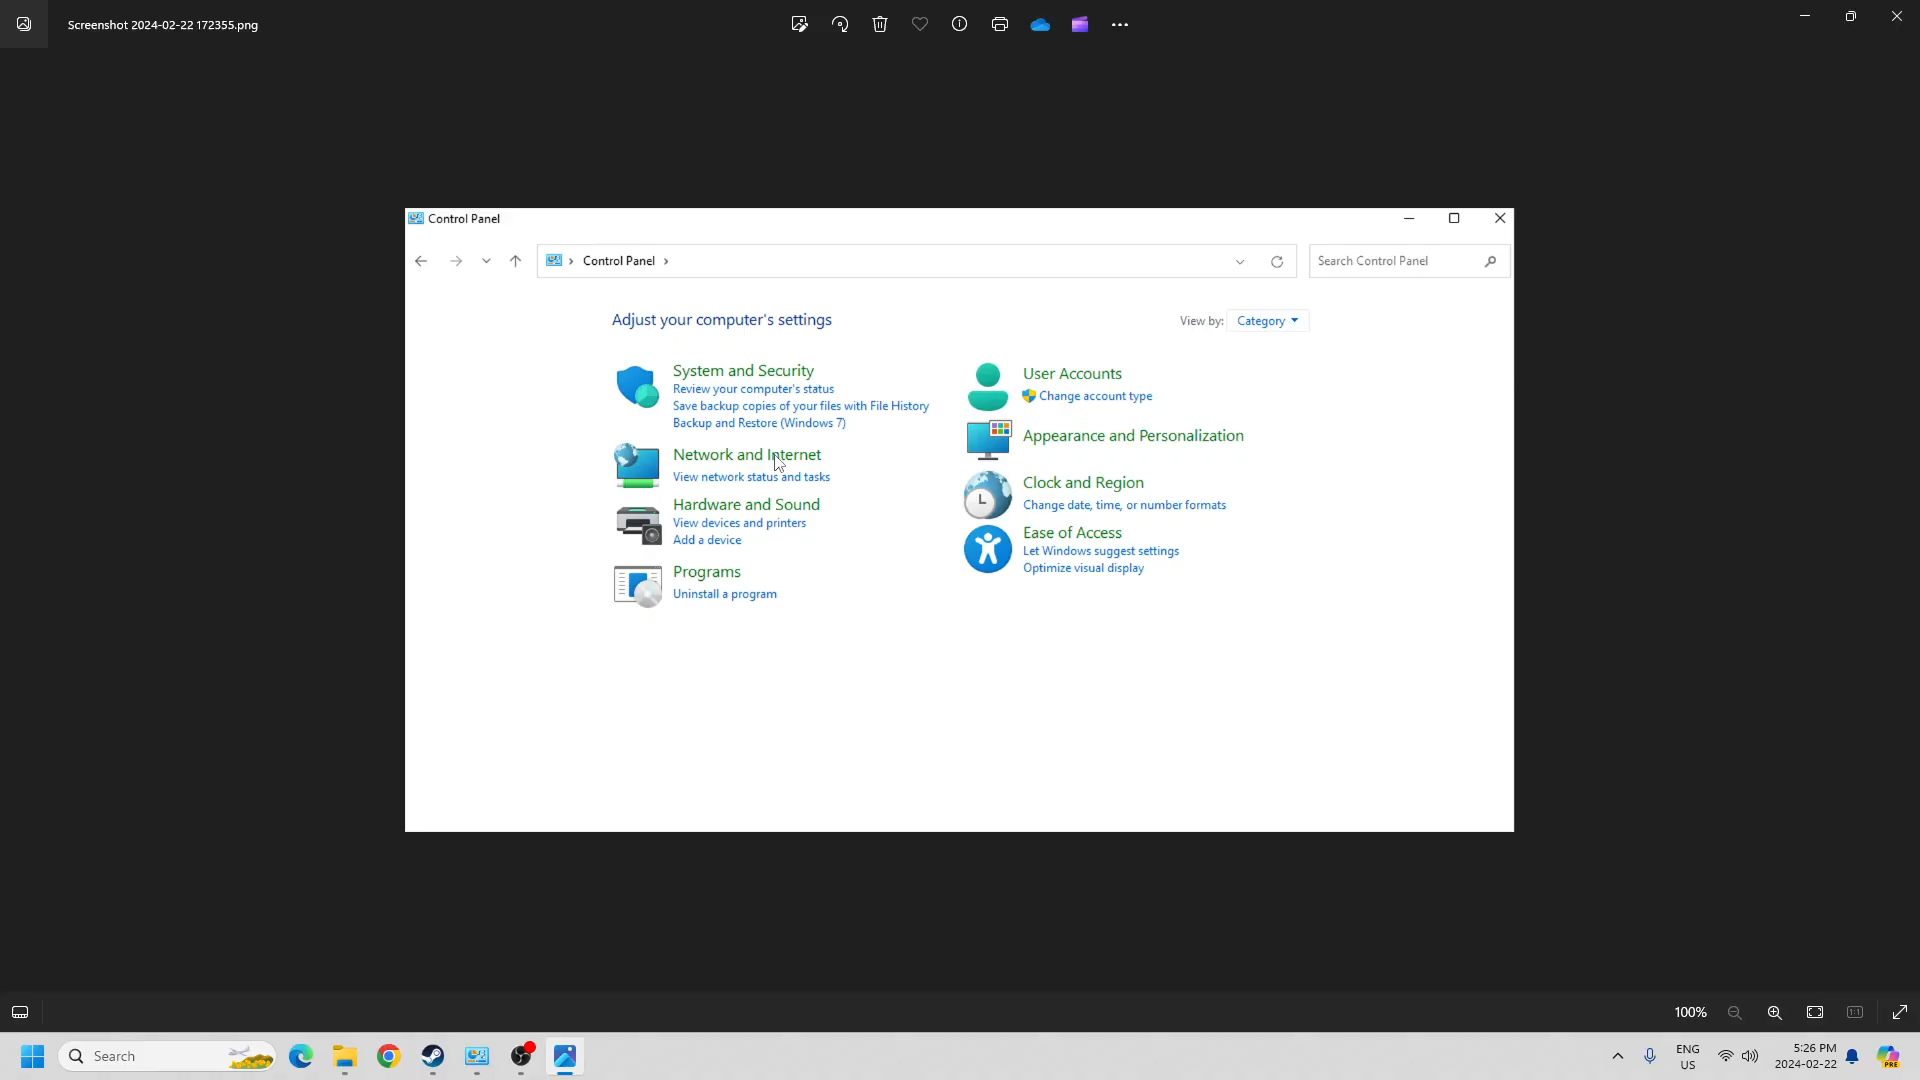 Screenshot 2024-02-22 172355.png
Control Panel
Control Panel
Search Control Panel
Adjust your computer's settings
View by: Category
System and Security
Review your computer's status
Save backup copies of your files with File History
Backup and Restore (Windows 7)
Network and Internet
View network status and tasks
Hardware and Sound
View devices and printers
Add a device
Programs
Uninstall a program
User Accounts
Change account type
Appearance and Personalization
Clock and Region
Change date, time, or number formats
Ease of Access
Let Windows suggest settings
Optimize visual display
100%
1:1
Search
ENG
US
5:26 PM
2024-02-22
PRE